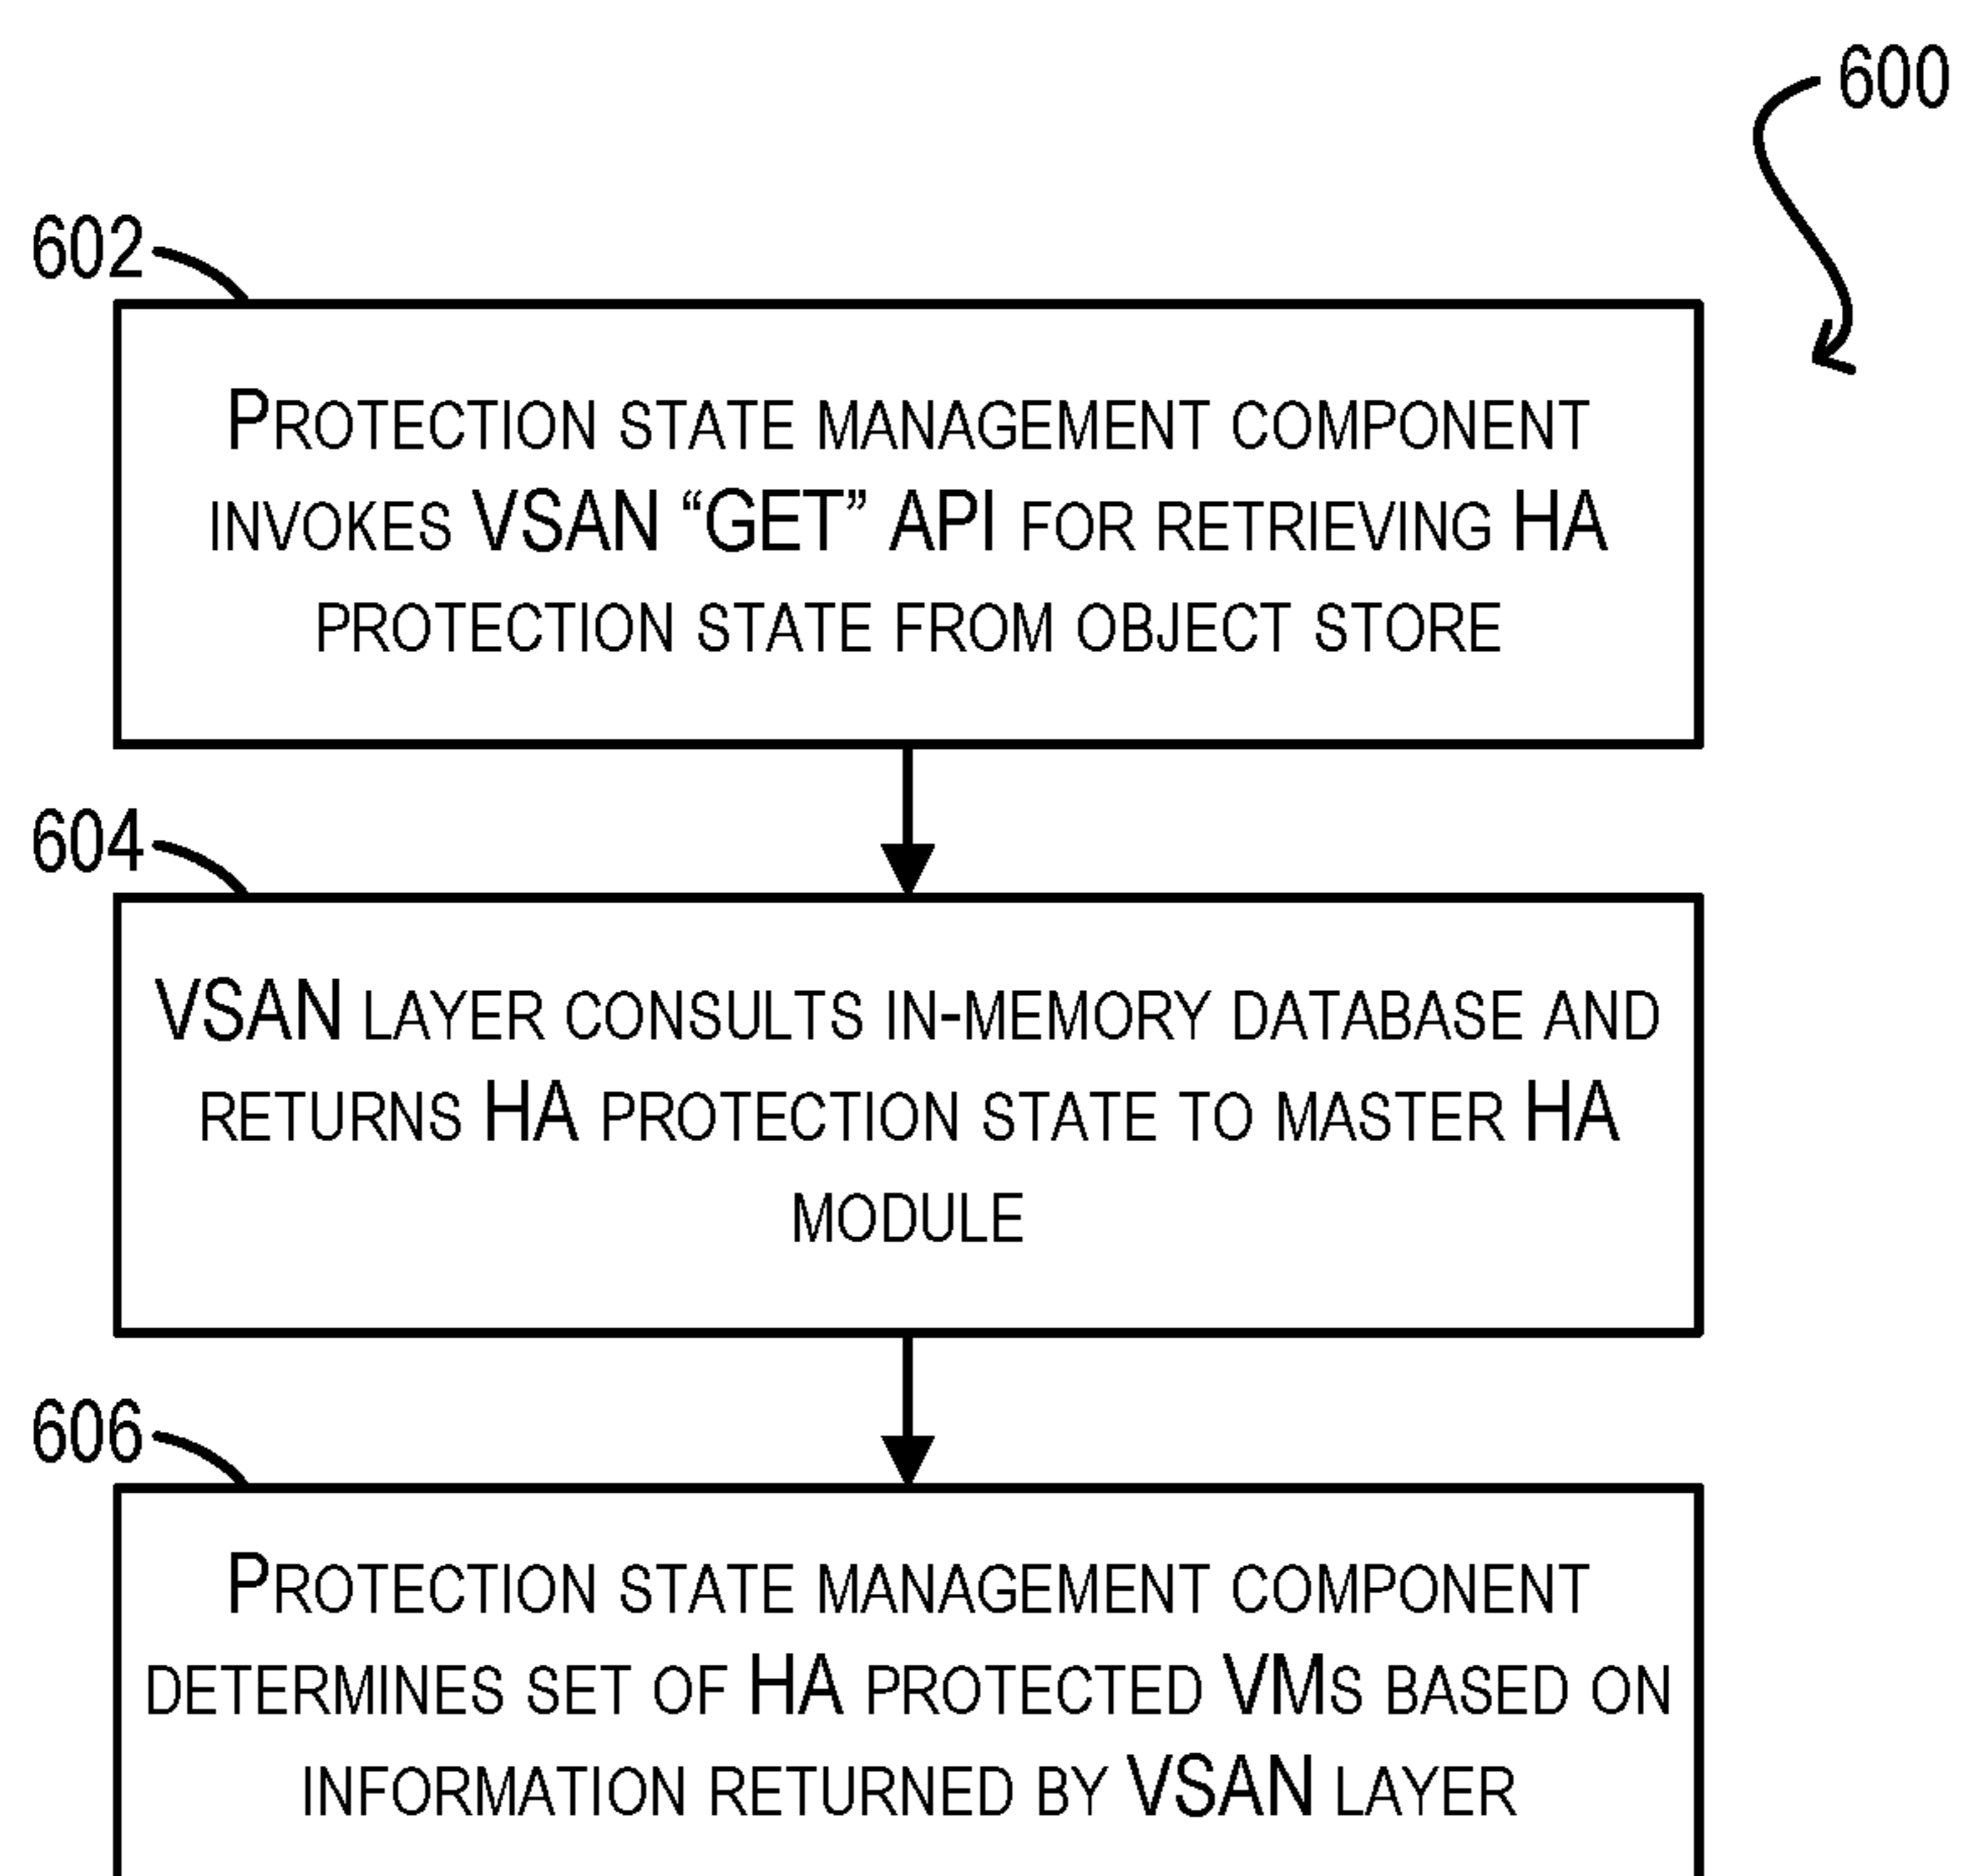 600
602
PROTECTION STATE MANAGEMENT COMPONENT
INVOKES VSAN “GET” API FOR RETRIEVING HA
PROTECTION STATE FROM OBJECT STORE
604
VSAN LAYER CONSULTS IN-MEMORY DATABASE AND
RETURNS HA PROTECTION STATE TO MASTER HA
MODULE
606
PROTECTION STATE MANAGEMENT COMPONENT
DETERMINES SET OF HA PROTECTED VMS BASED ON
INFORMATION RETURNED BY VSAN LAYER